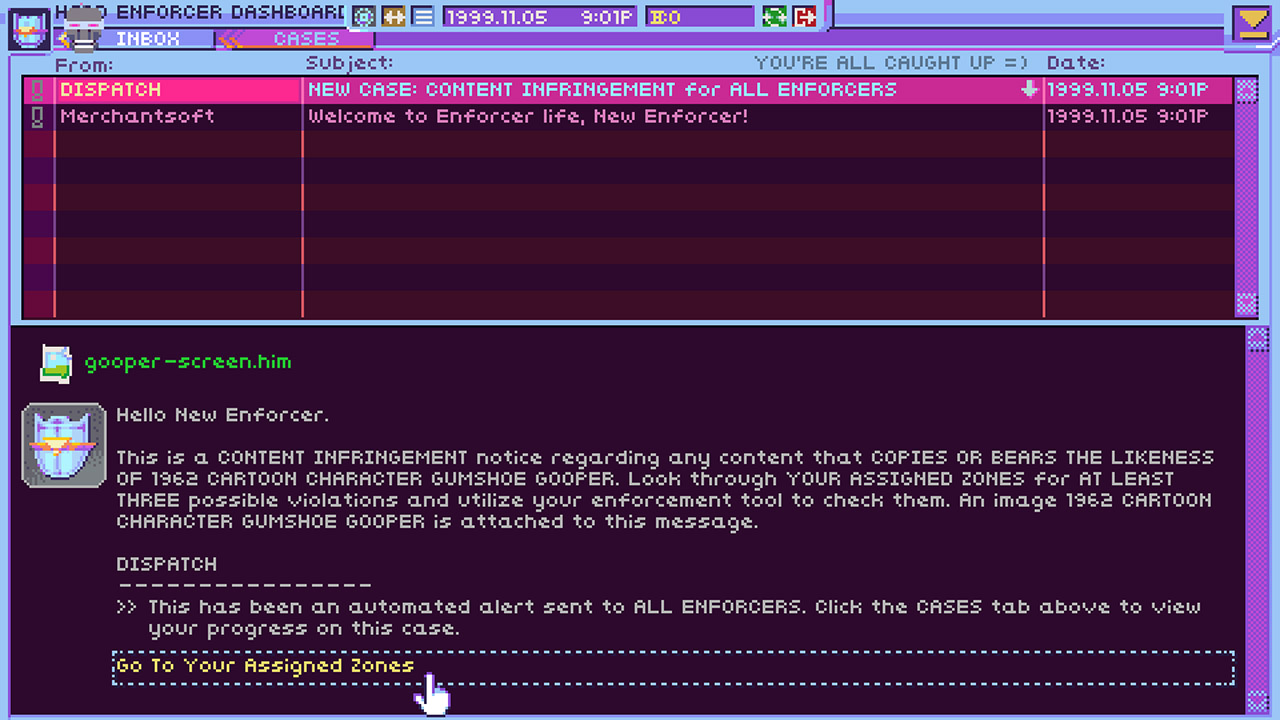 ENFORCER DASHBOARD
1999.11.05 9:01P
:0
INBOX
CASES
From: Subject: YOU'RE ALL CAUGHT UP =) Date:
DISPATCH NEW CASE: CONTENT INFRINGEMENT for ALL ENFORCERS 1999.11.05 9:01P
Merchantsoft Welcome to Enforcer life, New Enforcer! 1999.11.05 9:01P
gooper-screen.him
Hello New Enforcer.
This is a CONTENT INFRINGEMENT notice regarding any content that COPIES OR BEARS THE LIKENESS
OF 1962 CARTOON CHARACTER GUMSHOE GOOPER. Look through YOUR ASSIGNED ZONES for AT LEAST
THREE possible violations and utilize your enforcement tool to check them. An image 1962 CARTOON
CHARACTER GUMSHOE GOOPER is attached to this message.
DISPATCH
----------------
>> This has been an automated alert sent to ALL ENFORCERS. Click the CASES tab above to view
your progress on this case.
Go To Your Assigned Zones